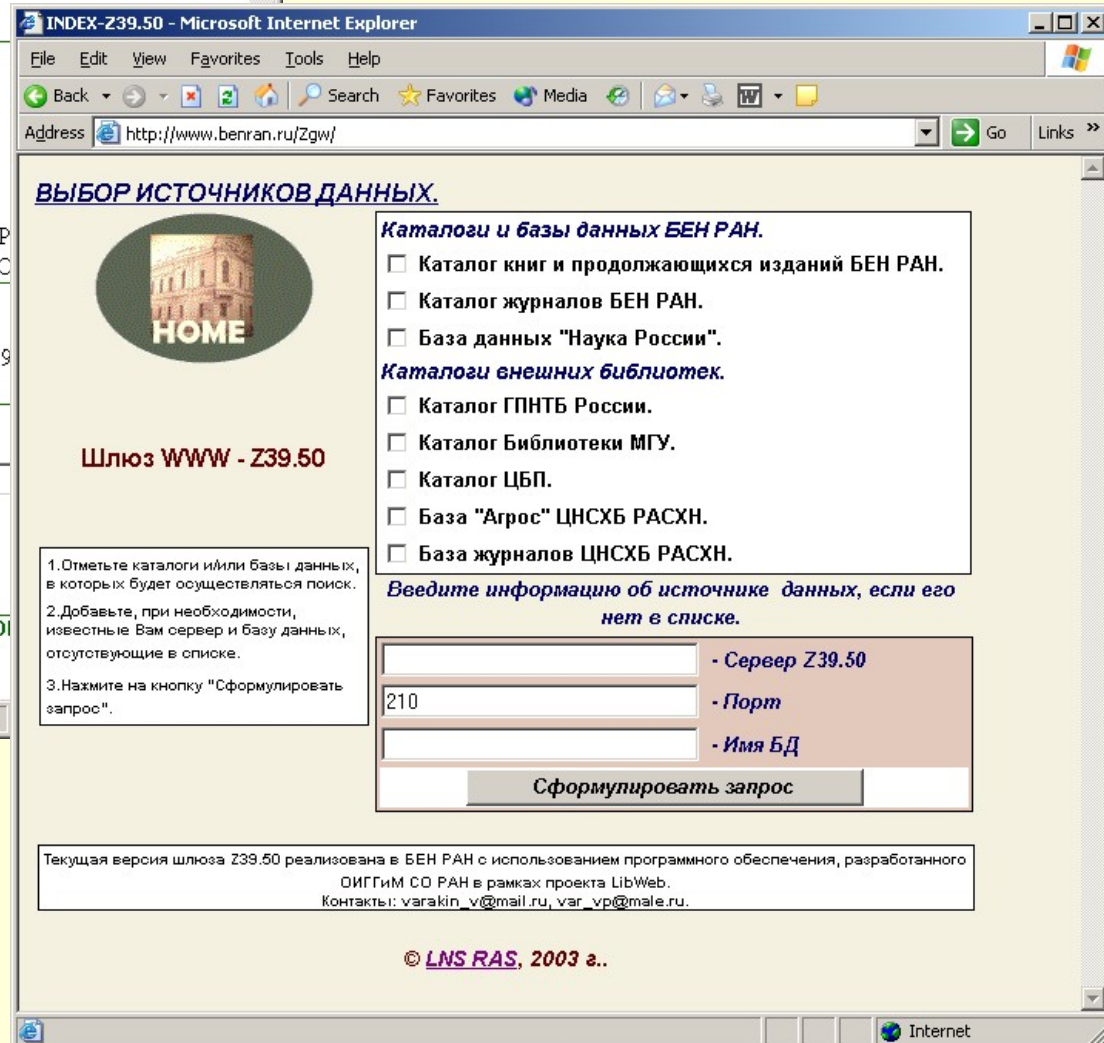 INDEX-Z39.50 - Microsoft Internet Explorer
File Edit View Favorites Tools Help
Back Search Favorites Media
Address http://www.benran.ru/Zgw/ Go Links »
ВЫБОР ИСТОЧНИКОВ ДАННЫХ.
HOME
Шлюз WWW - Z39.50
1.Отметьте каталоги и/или базы данных,
в которых будет осуществляться поиск.
2.Добавьте, при необходимости,
известные Вам сервер и базу данных,
отсутствующие в списке.
3.Нажмите на кнопку "Сформулировать
запрос".
Каталоги и базы данных БЕН РАН.
Каталог книг и продолжающихся изданий БЕН РАН.
Каталог журналов БЕН РАН.
База данных "Наука России".
Каталоги внешних библиотек.
Каталог ГПНТБ России.
Каталог Библиотеки МГУ.
Каталог ЦБП.
База "Агрос" ЦНСХБ РАСХН.
База журналов ЦНСХБ РАСХН.
Введите информацию об источнике данных, если его
нет в списке.
- Сервер Z39.50
210 - Порт
- Имя БД
Сформулировать запрос
Текущая версия шлюза Z39.50 реализована в БЕН РАН с использованием программного обеспечения, разработанного
ОИГГиМ СО РАН в рамках проекта LibWeb.
Контакты: varakin_v@mail.ru, var_vp@male.ru.
© LNS RAS, 2003 г..
Internet